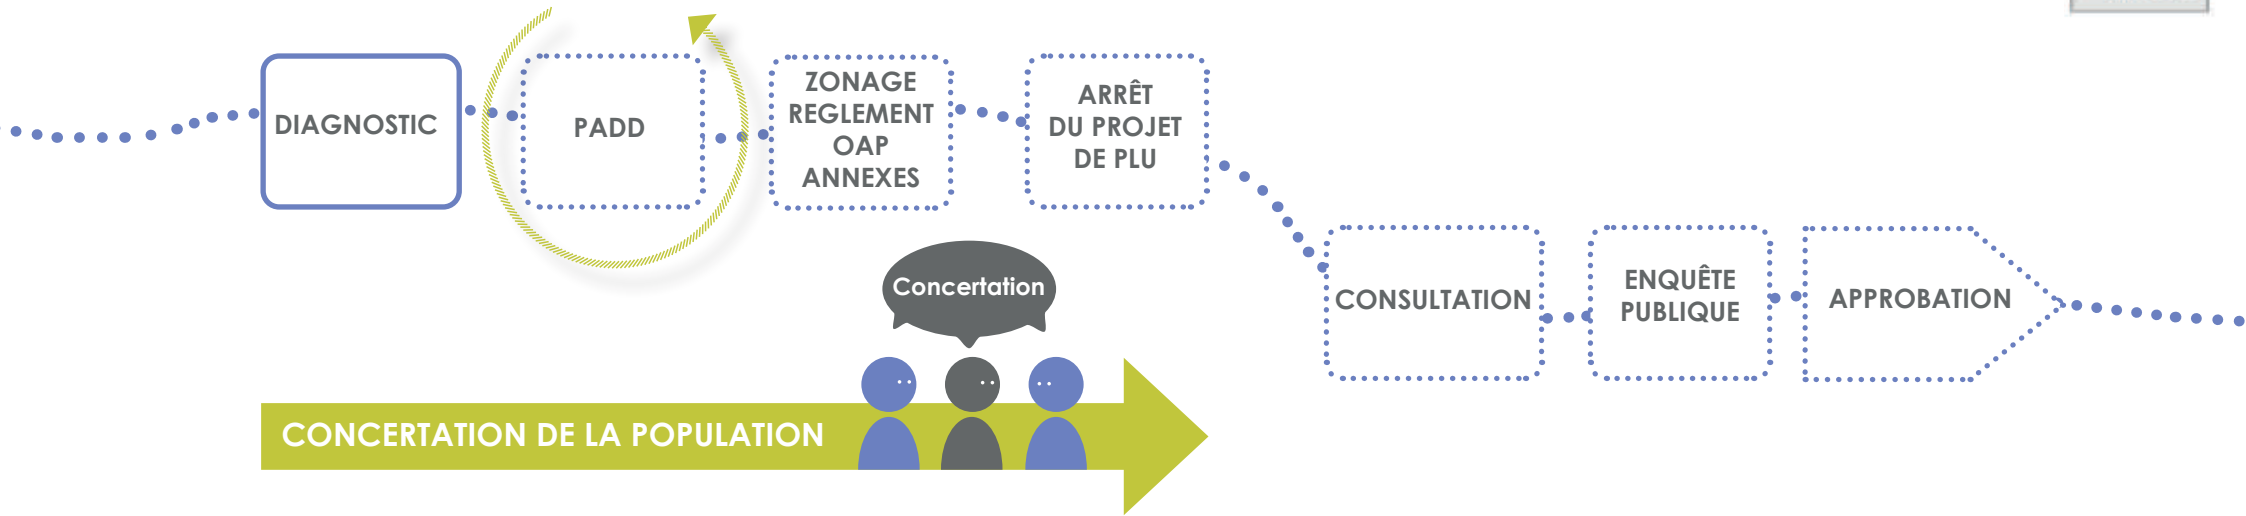 DIAGNOSTIC
PADD
ZONAGE
REGLEMENT
OAP
ANNEXES
ARRÊT
DU PROJET
DE PLU
CONSULTATION
ENQUÊTE
PUBLIQUE
APPROBATION
Concertation
CONCERTATION DE LA POPULATION